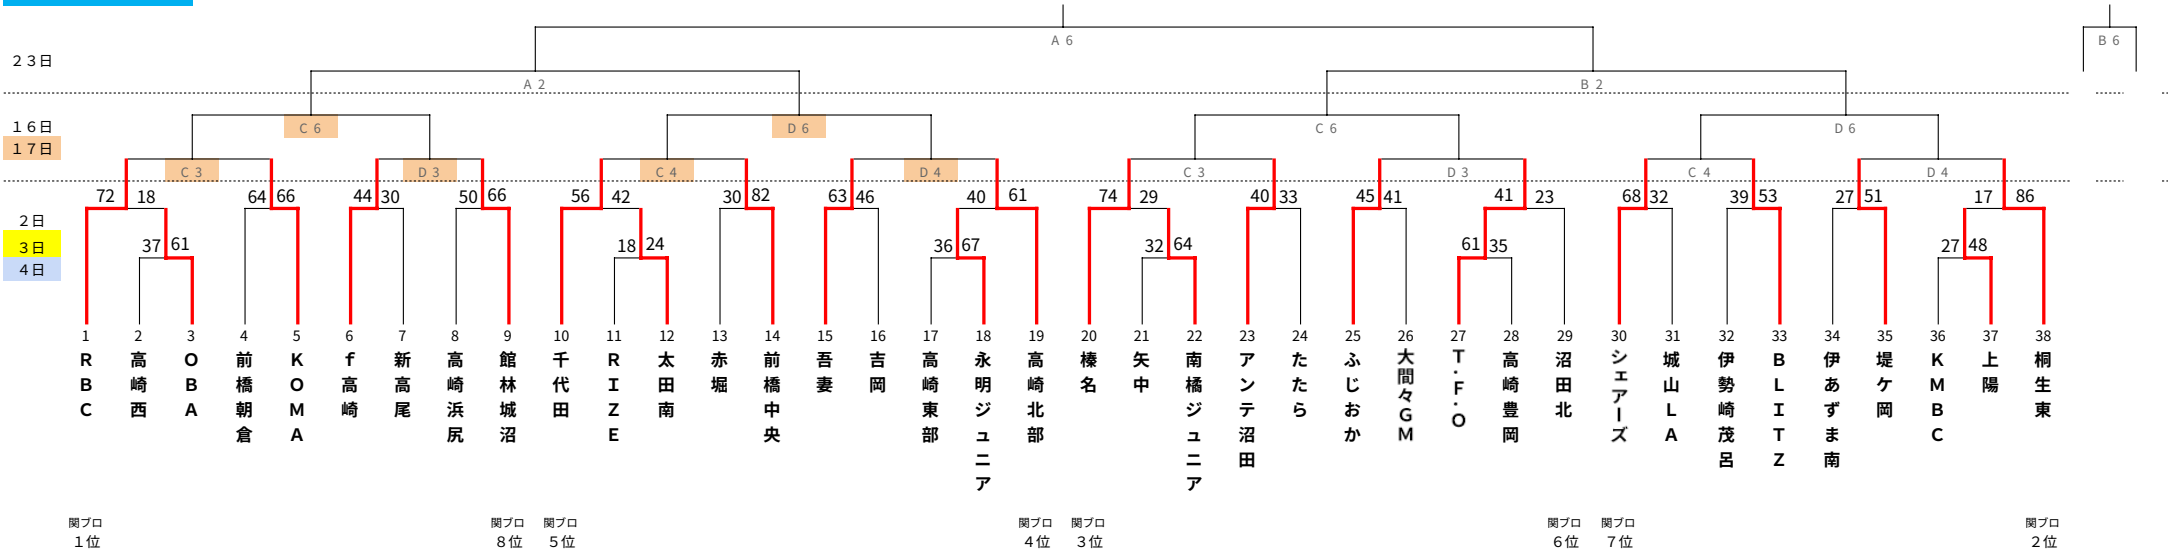 A 6
B 6
23日
A 2
B 2
16日
C 6
D 6
C 6
D 6
17日
C 3
D 3
C 4
D 4
C 3
D 3
C 4
D 4
72 18 64 66 44 30 50 66 56 42 30 82 63 46 40 61 74 29 40 33 45 41 41 23 68 32 39 53 27 51 17 86
2日
3日
37 61 18 24 36 67 32 64 61 35 27 48
4日
1 2 3 4 5 6 7 8 9 10 11 12 13 14 15 16 17 18 19 20 21 22 23 24 25 26 27 28 29 30 31 32 33 34 35 36 37 38
RBC
高崎西
OBA
前橋朝倉
KOMA
f高崎
新高尾
高崎浜尻
館林城沼
千代田
RIZE
太田南
赤堀
前橋中央
吾妻
吉岡
高崎東部
永明ジュニア
高崎北部
榛名
矢中
南橘ジュニア
アンテ沼田
たたら
ふじおか
大間々GM
T·F·O
高崎豊岡
沼田北
シェアーズ
城山LA
伊勢崎茂呂
BLITZ
伊あずま南
堤ケ岡
KMBC
上陽
桐生東
関ブロ 関ブロ 関ブロ 関ブロ 関ブロ 関ブロ 関ブロ 関ブロ
1位 8位 5位 4位 3位 6位 7位 2位